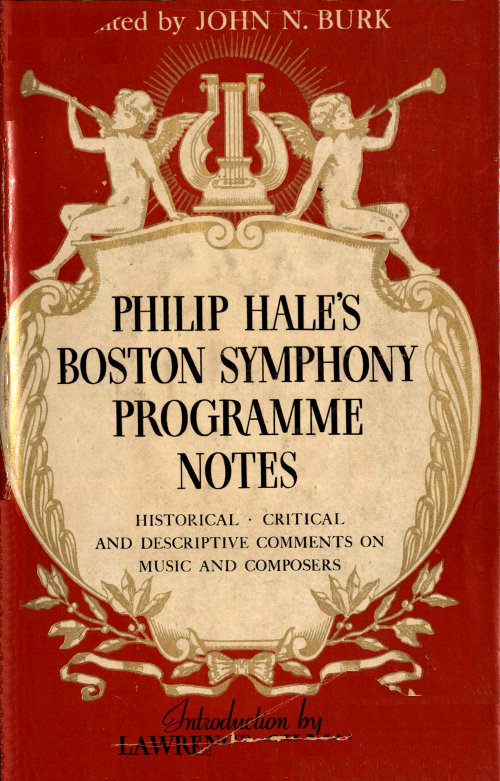 ited by JOHN N. BURK
PHILIP HALE'S
BOSTON SYMPHONY
PROGRAMME
NOTES
HISTORICAL · CRITICAL
AND DESCRIPTIVE COMMENTS ON
MUSIC AND COMPOSERS
Introduction by